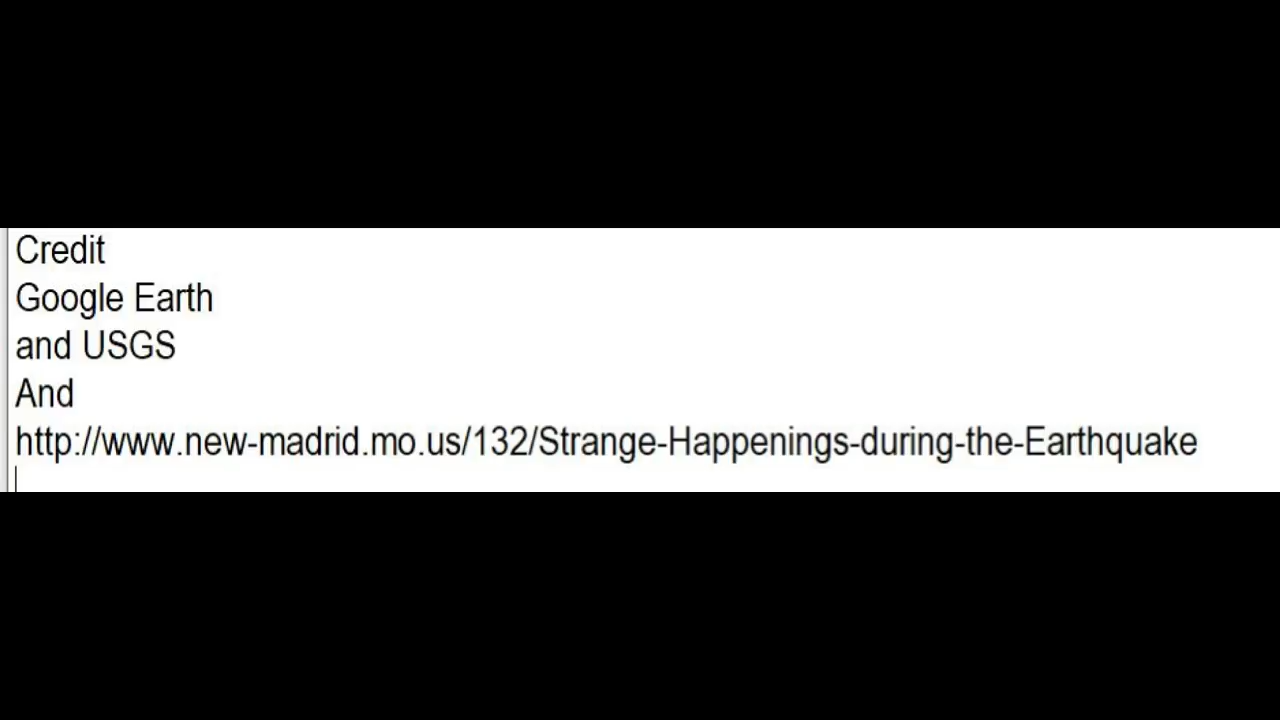 Credit
Google Earth
and USGS
And
http://www.new-madrid.mo.us/132/Strange-Happenings-during-the-Earthquake